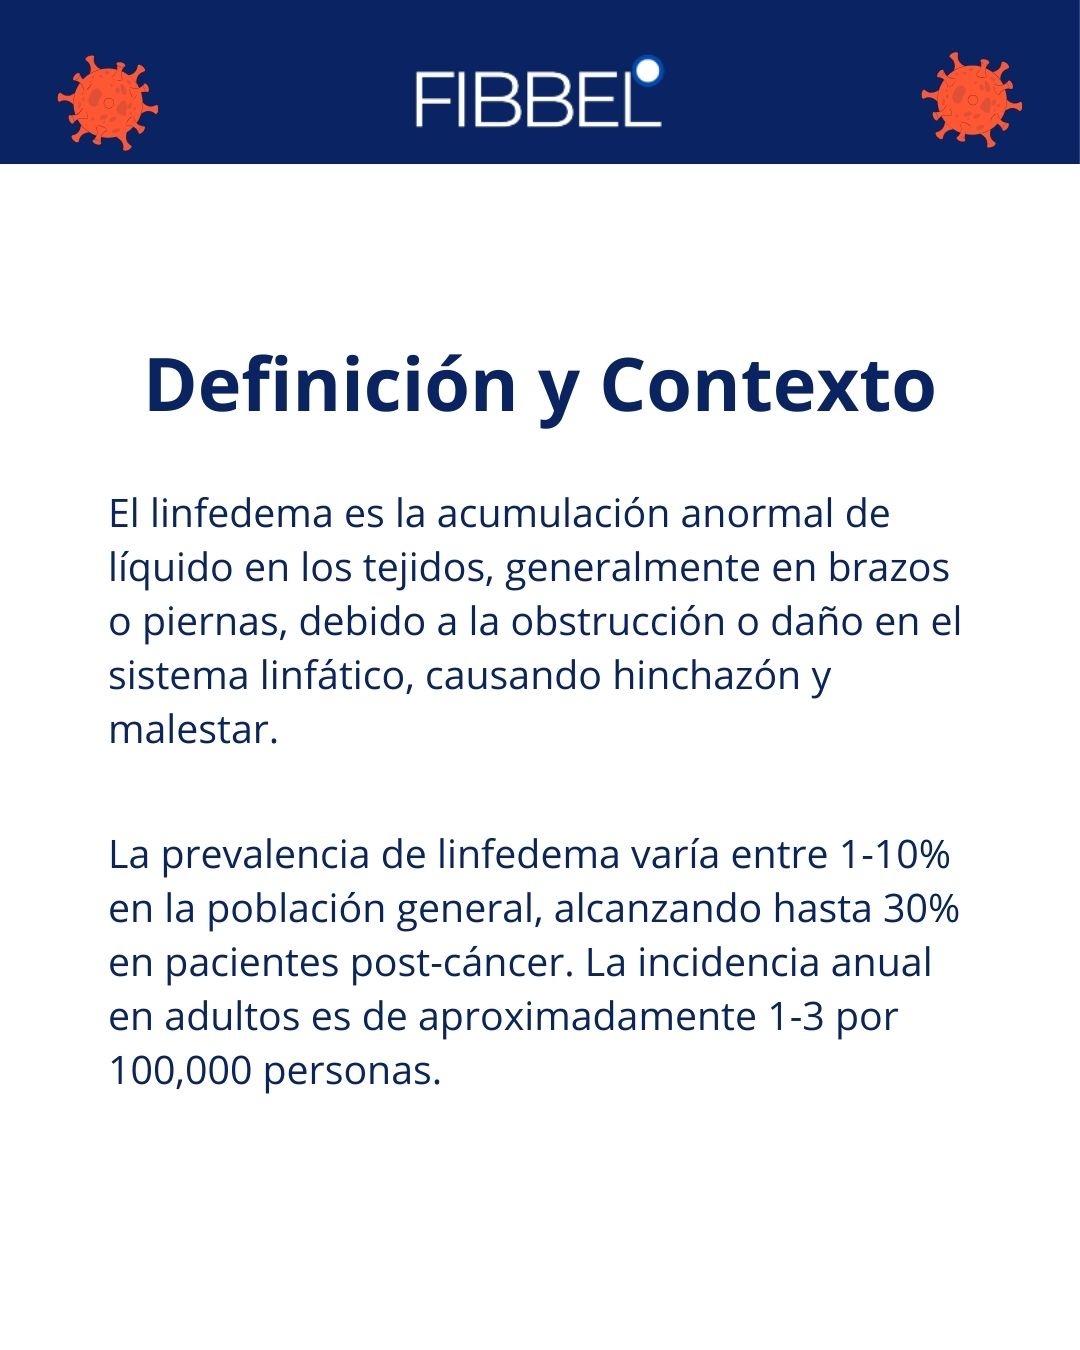 FIBBEL
Definición y Contexto
El linfedema es la acumulación anormal de
líquido en los tejidos, generalmente en brazos
o piernas, debido a la obstrucción o daño en el
sistema linfático, causando hinchazón y
malestar.
La prevalencia de linfedema varía entre 1-10%
en la población general, alcanzando hasta 30%
en pacientes post-cáncer. La incidencia anual
en adultos es de aproximadamente 1-3 por
100,000 personas.